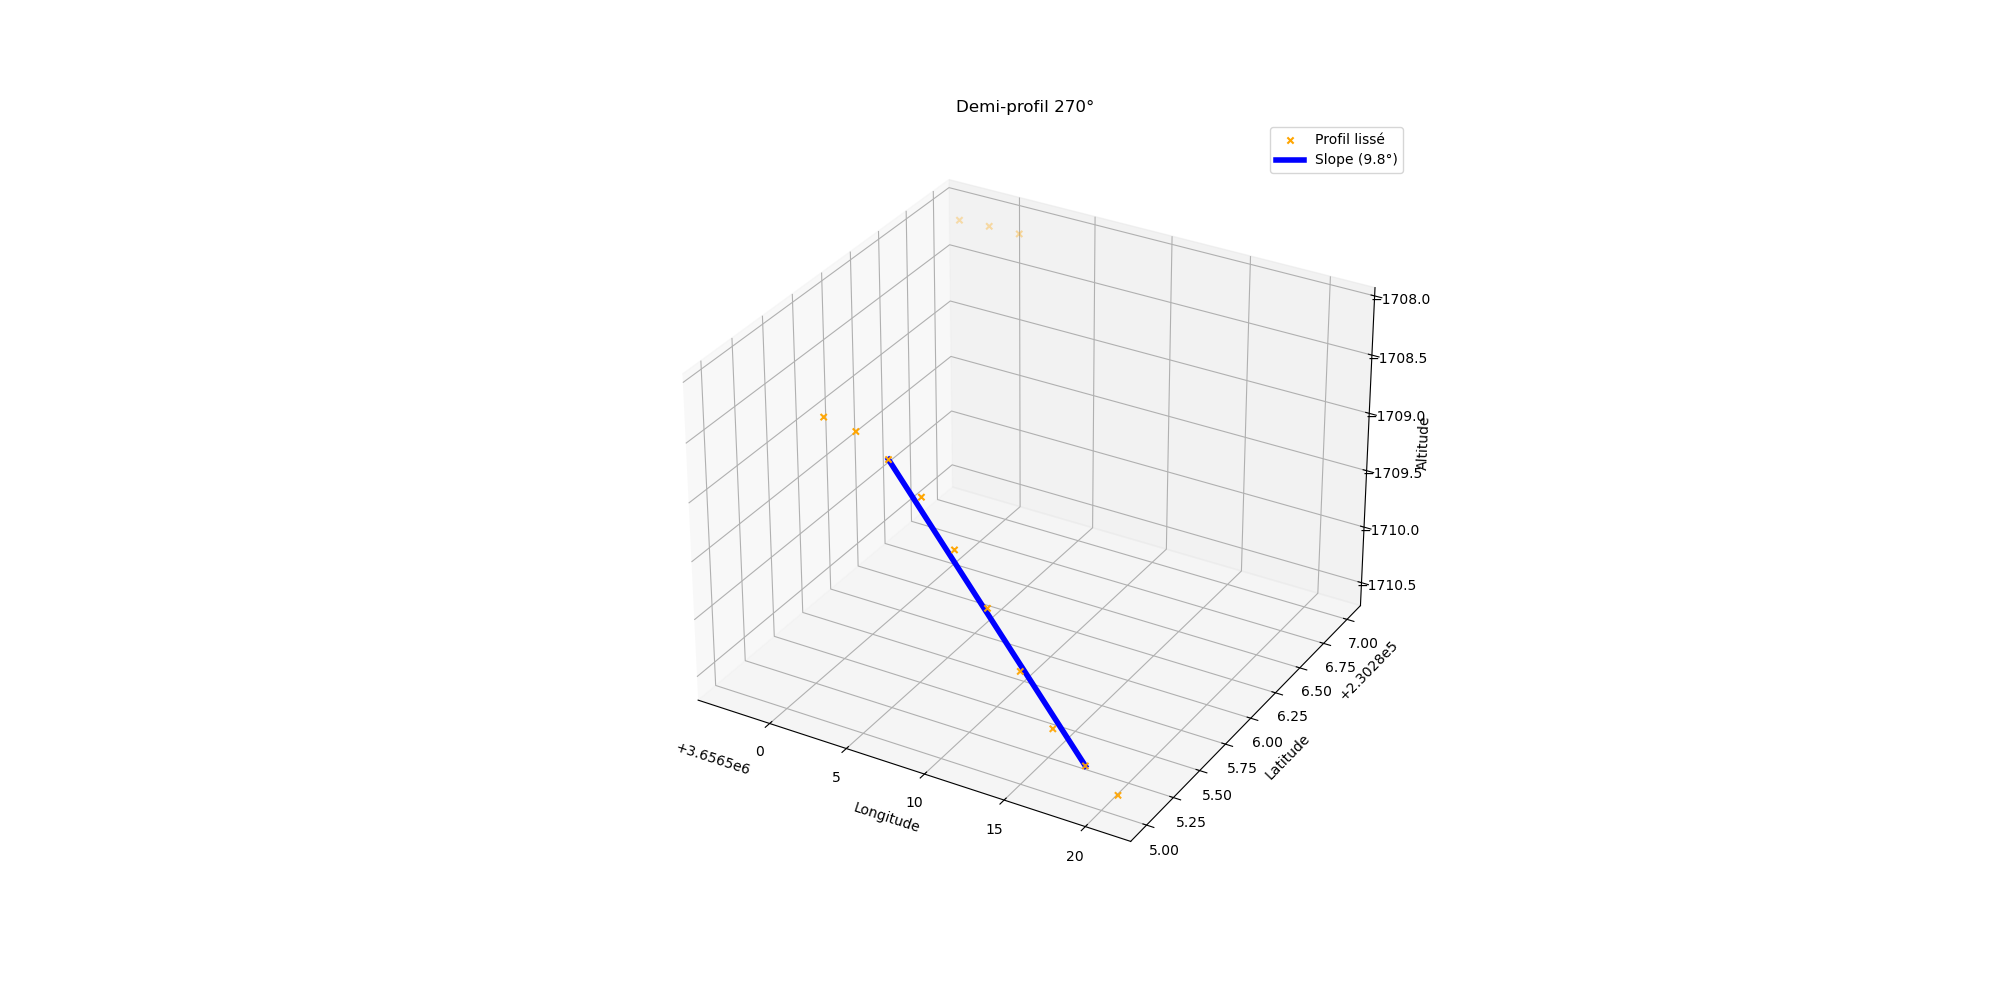 Demi-profil 270°
Profil lissé
Slope (9.8°)
−1708.0
−1708.5
−1709.0
−1709.5
−1710.0
−1710.5
Altitude
7.00
6.75
6.50
6.25
6.00
5.75
5.50
5.25
5.00
+2.3028e5
Latitude
0
5
10
15
20
+3.6565e6
Longitude